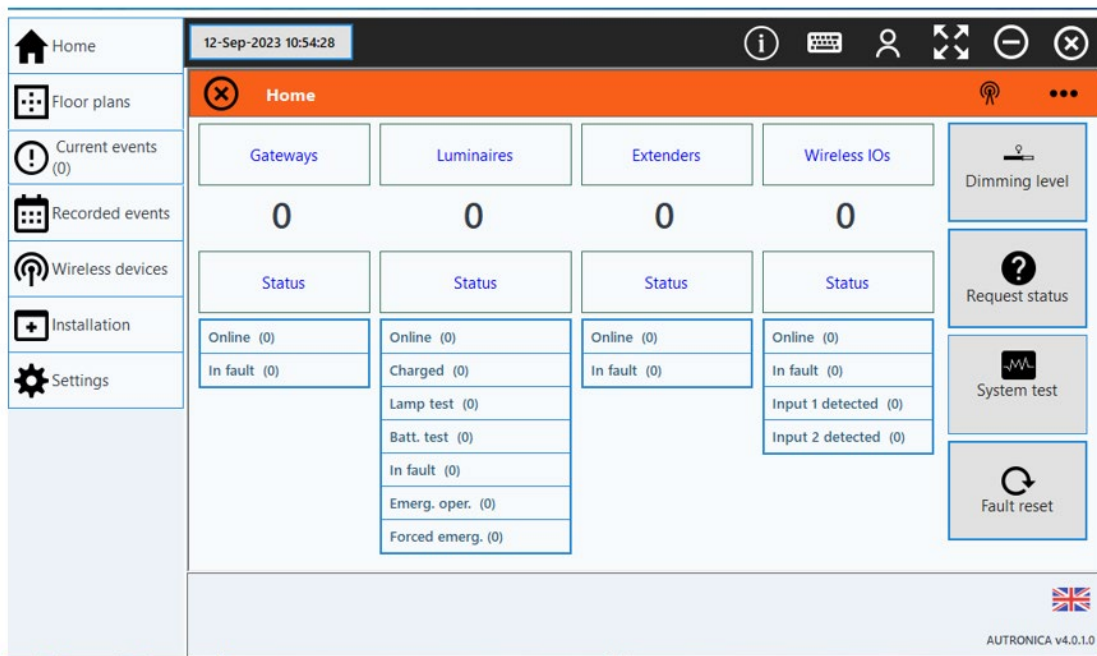 Home
Floor plans
Current events
(0)
Recorded events
Wireless devices
Installation
Settings
12-Sep-2023 10:54:28
Home
Gateways
Luminaires
Extenders
Wireless IOs
0
0
0
0
Status
Status
Status
Status
Online (0)
In fault (0)
Online (0)
Charged (0)
Lamp test (0)
Batt. test (0)
In fault (0)
Emerg. oper. (0)
Forced emerg. (0)
Online (0)
In fault (0)
Online (0)
In fault (0)
Input 1 detected (0)
Input 2 detected (0)
Dimming level
Request status
System test
Fault reset
AUTRONICA v4.0.1.0